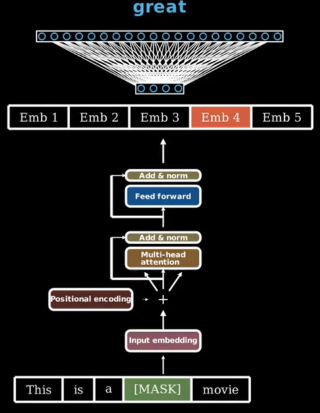 great
Emb 1 Emb 2 Emb 3 Emb 4 Emb 5
Add & norm
Feed forward
Add & norm
Multi-head
attention
Positional encoding
+
Input embedding
This is a [MASK] movie